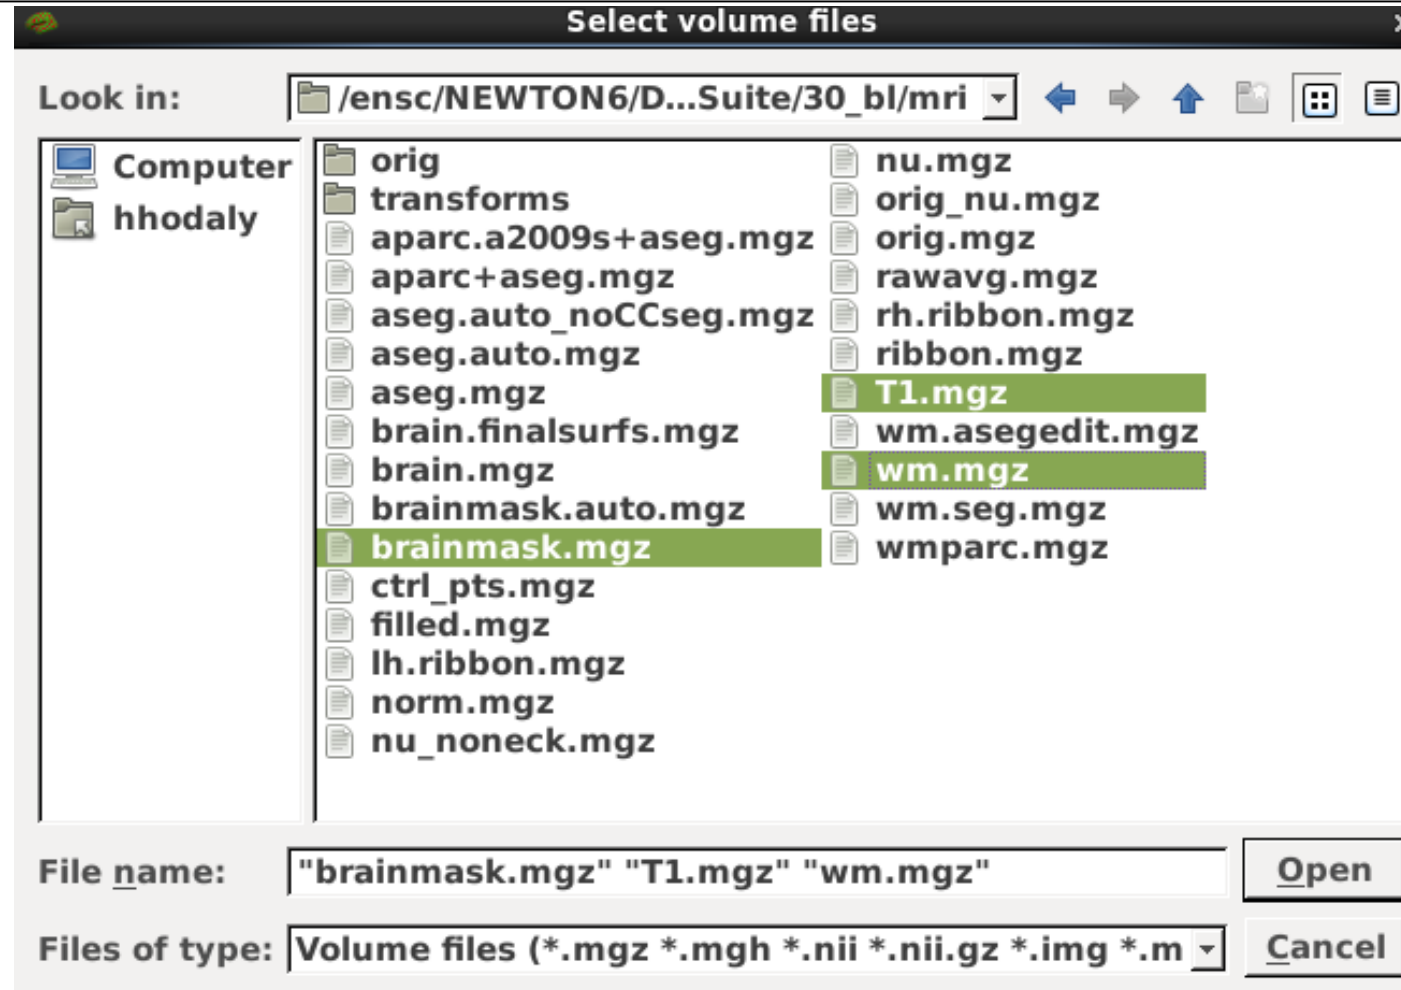 Select volume files
Look in:
/ensc/NEWTON6/D...Suite/30_bl/mri
Computer
hhodaly
orig
transforms
aparc.a2009s+aseg.mgz
aparc+aseg.mgz
aseg.auto_noCCseg.mgz
aseg.auto.mgz
aseg.mgz
brain.finalsurfs.mgz
brain.mgz
brainmask.auto.mgz
brainmask.mgz
ctrl_pts.mgz
filled.mgz
lh.ribbon.mgz
norm.mgz
nu_noneck.mgz
nu.mgz
orig_nu.mgz
orig.mgz
rawavg.mgz
rh.ribbon.mgz
ribbon.mgz
T1.mgz
wm.asegedit.mgz
wm.mgz
wm.seg.mgz
wmparc.mgz
File name:
"brainmask.mgz" "T1.mgz" "wm.mgz"
Open
Files of type:
Volume files (*.mgz *.mgh *.nii *.nii.gz *.img *.m
Cancel